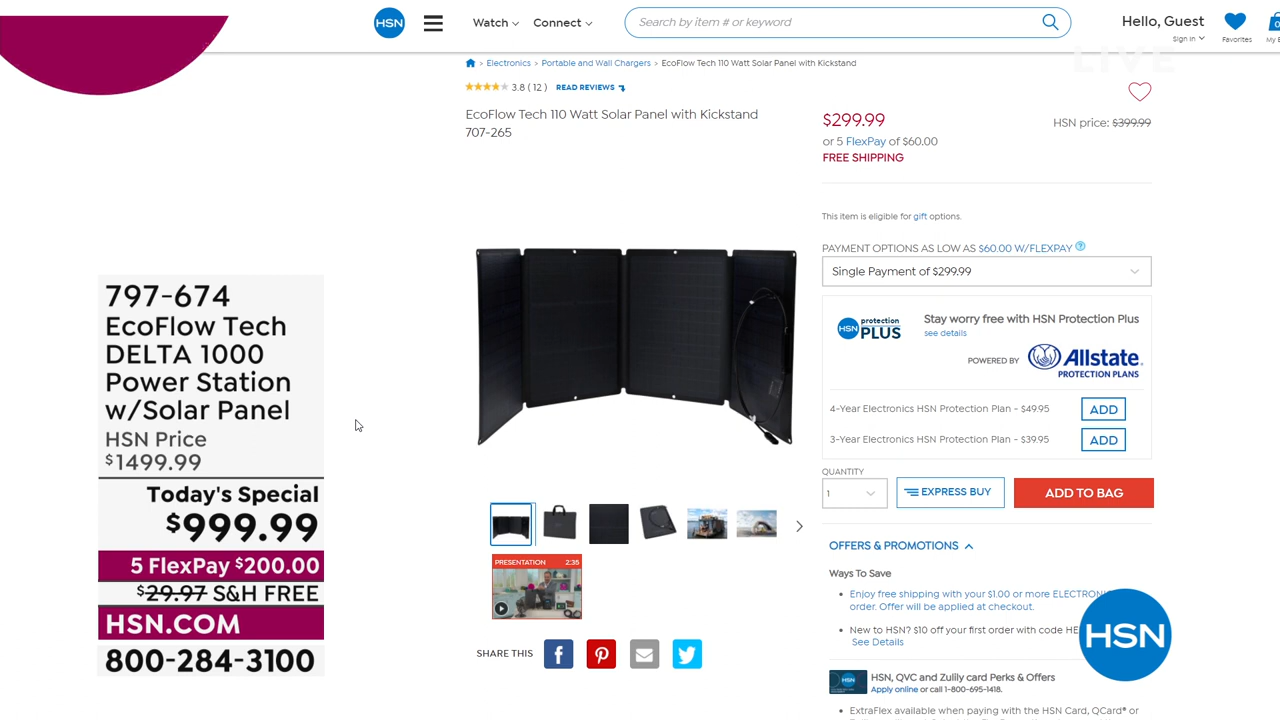 HSN
Watch
Connect
Search by item # or keyword
Hello, Guest
Sign In
Favorites
0
LIVE
> Electronics > Portable and Wall Chargers > EcoFlow Tech 110 Watt Solar Panel with Kickstand
3.8 ( 12 ) READ REVIEWS
EcoFlow Tech 110 Watt Solar Panel with Kickstand
707-265
$299.99
HSN price: $399.99
or 5 FlexPay of $60.00
FREE SHIPPING
This item is eligible for gift options.
PAYMENT OPTIONS AS LOW AS $60.00 W/FLEXPAY ?
Single Payment of $299.99
HSN protection PLUS
Stay worry free with HSN Protection Plus
see details
POWERED BY
Allstate
PROTECTION PLANS
4-Year Electronics HSN Protection Plan - $49.95 ADD
3-Year Electronics HSN Protection Plan - $39.95 ADD
QUANTITY
1
EXPRESS BUY
ADD TO BAG
797-674
EcoFlow Tech
DELTA 1000
Power Station
w/Solar Panel
HSN Price
$1499.99
Today's Special
$999.99
5 FlexPay $200.00
$29.97 S&H FREE
HSN.COM
800-284-3100
PRESENTATION 2:35
SHARE THIS
OFFERS & PROMOTIONS
Ways To Save
Enjoy free shipping with your $1.00 or more ELECTRONI
order. Offer will be applied at checkout.
New to HSN? $10 off your first order with code HE
See Details
HSN
HSN, QVC and Zulily card Perks & Offers
Apply online or call 1-800-695-1418.
ExtraFlex available when paying with the HSN Card, QCard® or